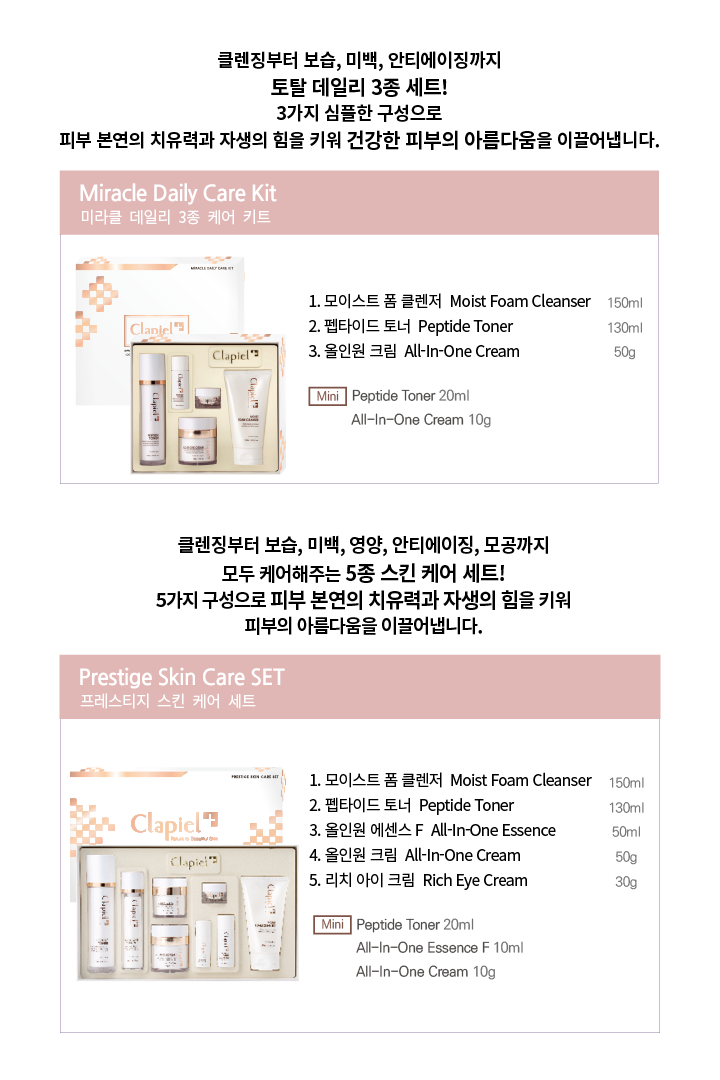 클렌징부터 보습, 미백, 안티에이징까지
토탈 데일리 3종 세트!
3가지 심플한 구성으로
피부 본연의 치유력과 자생의 힘을 키워 건강한 피부의 아름다움을 이끌어냅니다.
Miracle Daily Care Kit
미라클 데일리 3종 케어 키트
MIRACLE DAILY CARE KIT
Clapiel
Clapiel
1. 모이스트 폼 클렌저 Moist Foam Cleanser 150ml
2. 펩타이드 토너 Peptide Toner 130ml
3. 올인원 크림 All-In-One Cream 50g
Mini Peptide Toner 20ml
All-In-One Cream 10g
클렌징부터 보습, 미백, 영양, 안티에이징, 모공까지
모두 케어해주는 5종 스킨 케어 세트!
5가지 구성으로 피부 본연의 치유력과 자생의 힘을 키워
피부의 아름다움을 이끌어냅니다.
Prestige Skin Care SET
프레스티지 스킨 케어 세트
PRESTIGE SKIN CARE SET
Clapiel
Return to Beautiful Skin
Clapiel
1. 모이스트 폼 클렌저 Moist Foam Cleanser 150ml
2. 펩타이드 토너 Peptide Toner 130ml
3. 올인원 에센스 F All-In-One Essence 50ml
4. 올인원 크림 All-In-One Cream 50g
5. 리치 아이 크림 Rich Eye Cream 30g
Mini Peptide Toner 20ml
All-In-One Essence F 10ml
All-In-One Cream 10g